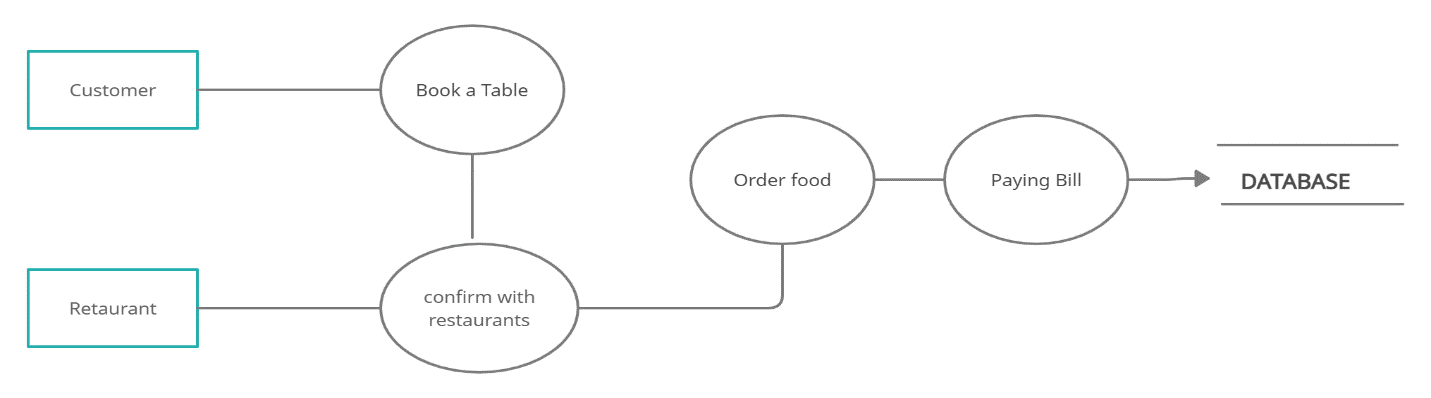 Customer
Book a Table
Order food
Paying Bill
DATABASE
Retaurant
confirm with
restaurants